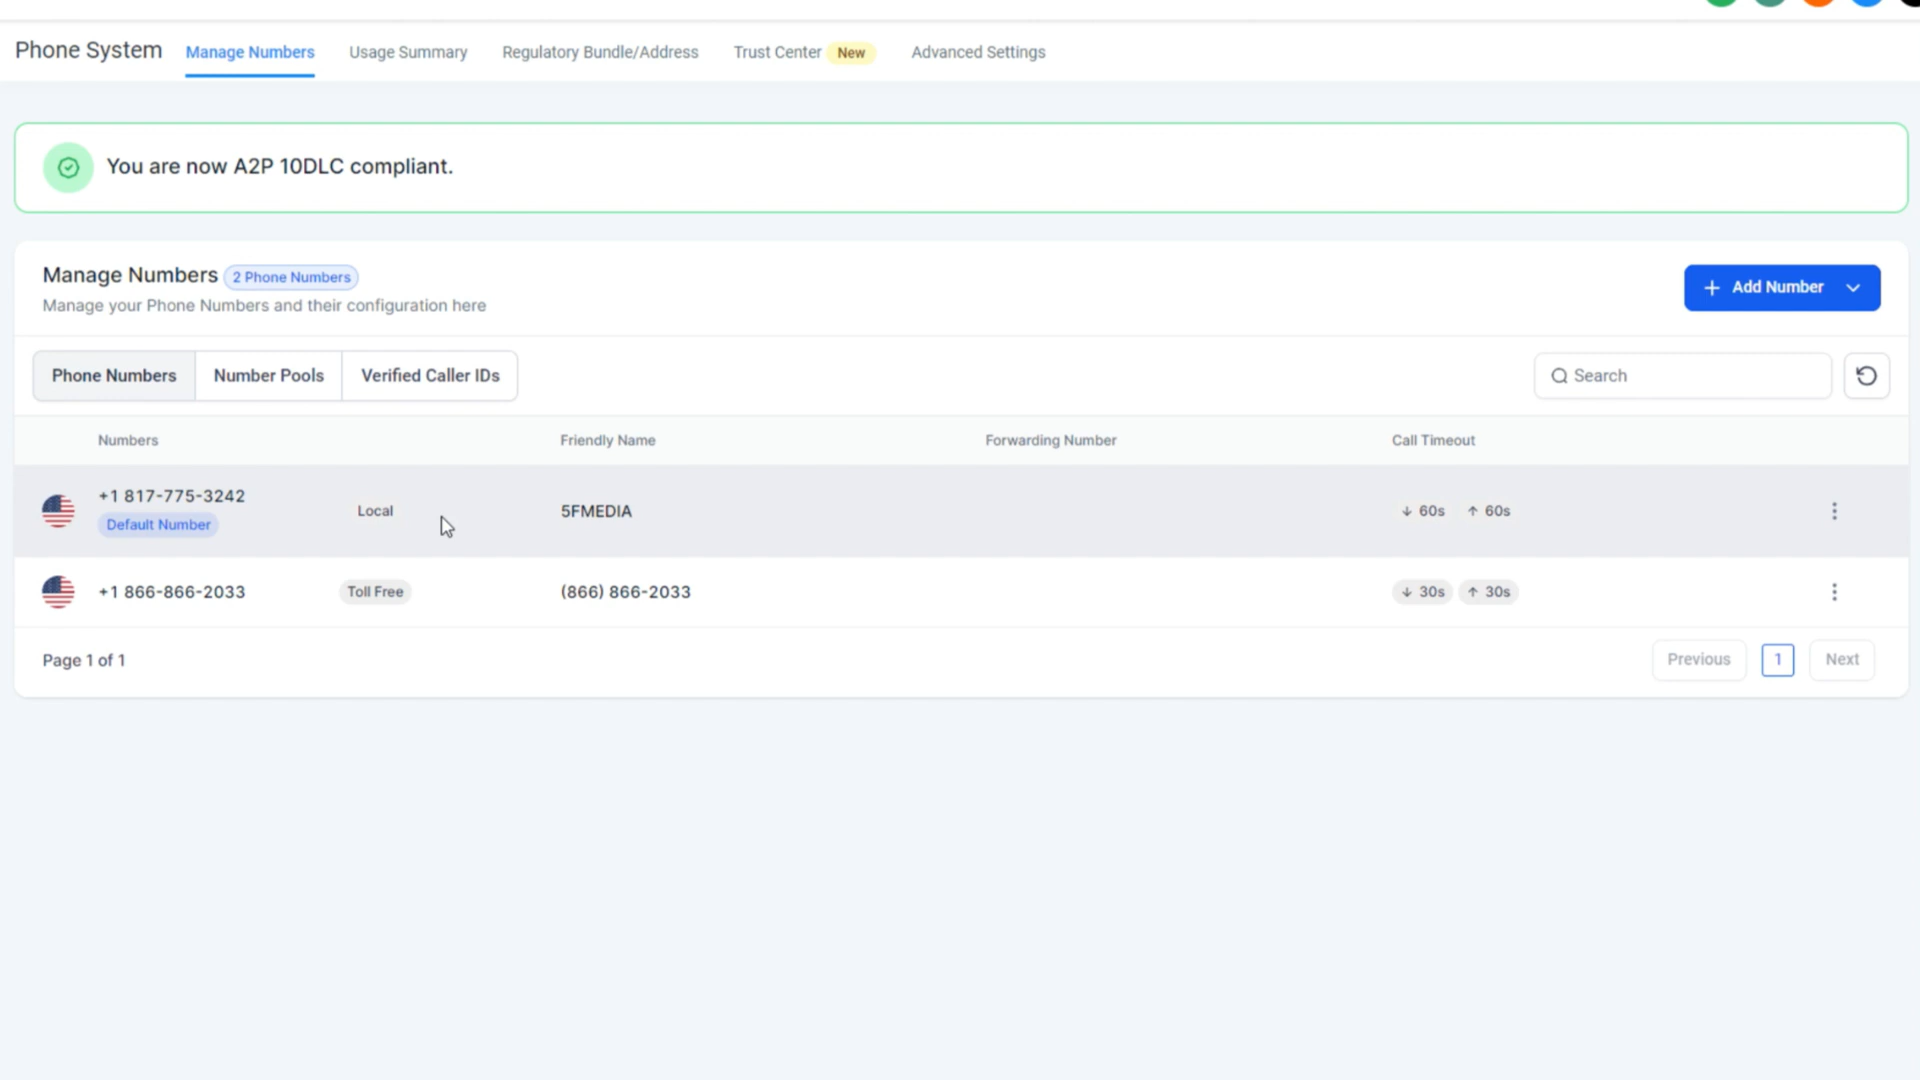 Phone System Manage Numbers Usage Summary Regulatory Bundle/Address Trust Center New Advanced Settings
You are now A2P 10DLC compliant.
Manage Numbers 2 Phone Numbers
Manage your Phone Numbers and their configuration here
Add Number
Phone Numbers Number Pools Verified Caller IDs Search
Numbers Friendly Name Forwarding Number Call Timeout
+1 817-775-3242
Default Number
Local 5FMEDIA ↓ 60s ↑ 60s
+1 866-866-2033 Toll Free (866) 866-2033 ↓ 30s ↑ 30s
Page 1 of 1 Previous 1 Next